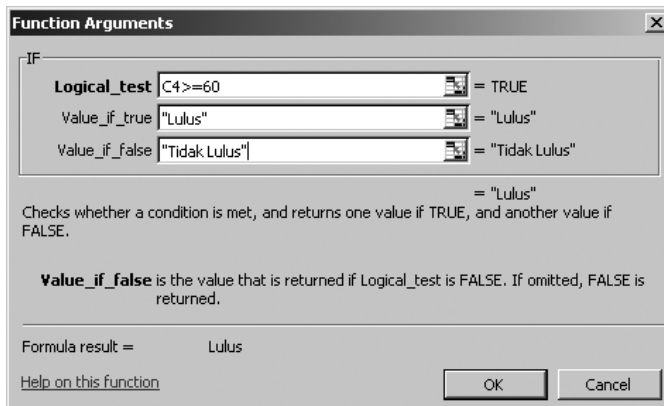 Function Arguments
IF
Logical_test C4>=60 = TRUE
Value_if_true "Lulus" = "Lulus"
Value_if_false "Tidak Lulus" = "Tidak Lulus"
= "Lulus"
Checks whether a condition is met, and returns one value if TRUE, and another value if
FALSE.
Value_if_false is the value that is returned if Logical_test is FALSE. If omitted, FALSE is
returned.
Formula result = Lulus
Help on this function OK Cancel